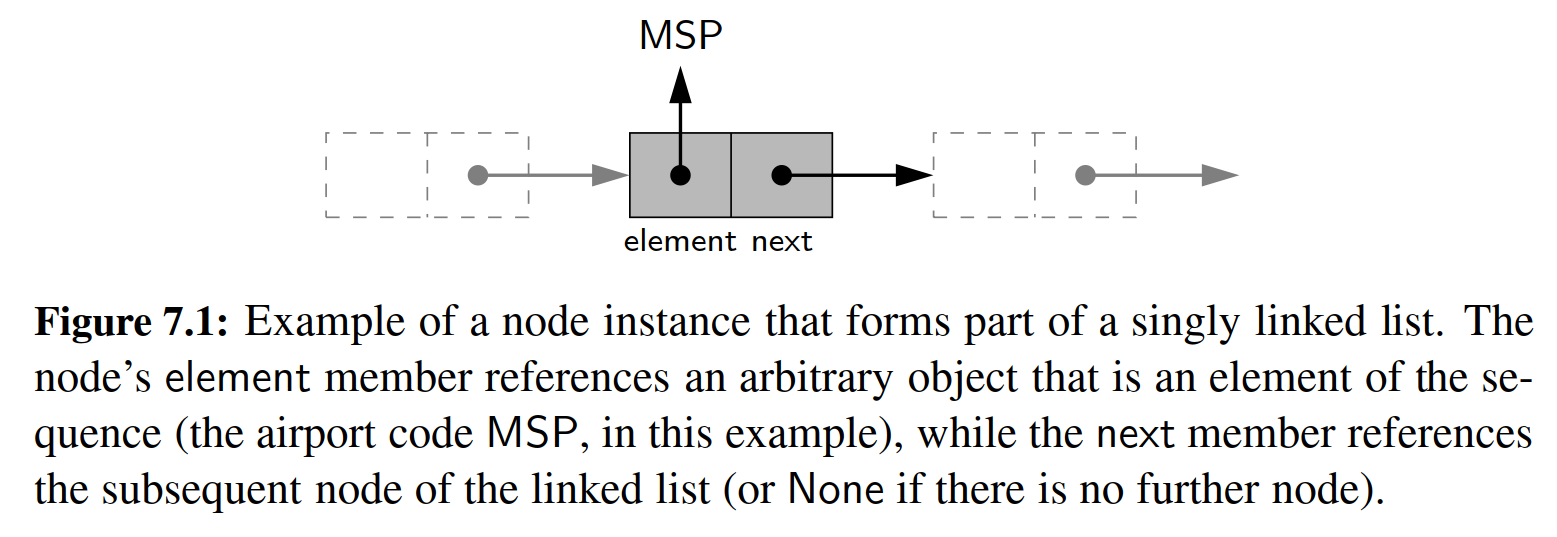 MSP
element next
Figure 7.1: Example of a node instance that forms part of a singly linked list. The
node’s element member references an arbitrary object that is an element of the se-
quence (the airport code MSP, in this example), while the next member references
the subsequent node of the linked list (or None if there is no further node).